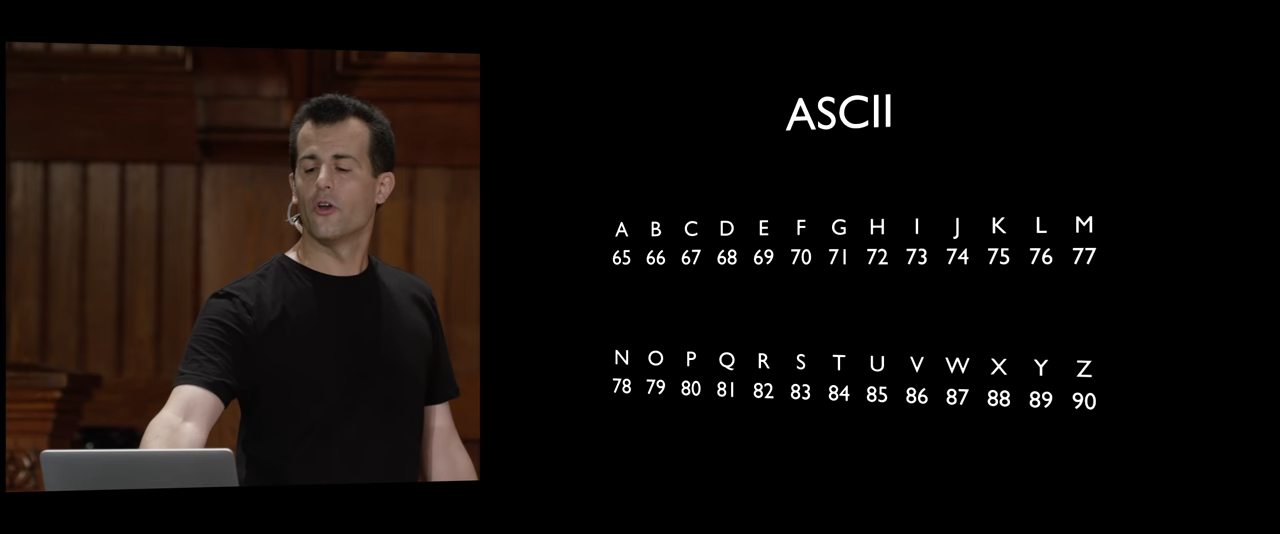 ASCII
A B C D E F G H I J K L M
65 66 67 68 69 70 71 72 73 74 75 76 77
N O P Q R S T U V W X Y Z
78 79 80 81 82 83 84 85 86 87 88 89 90